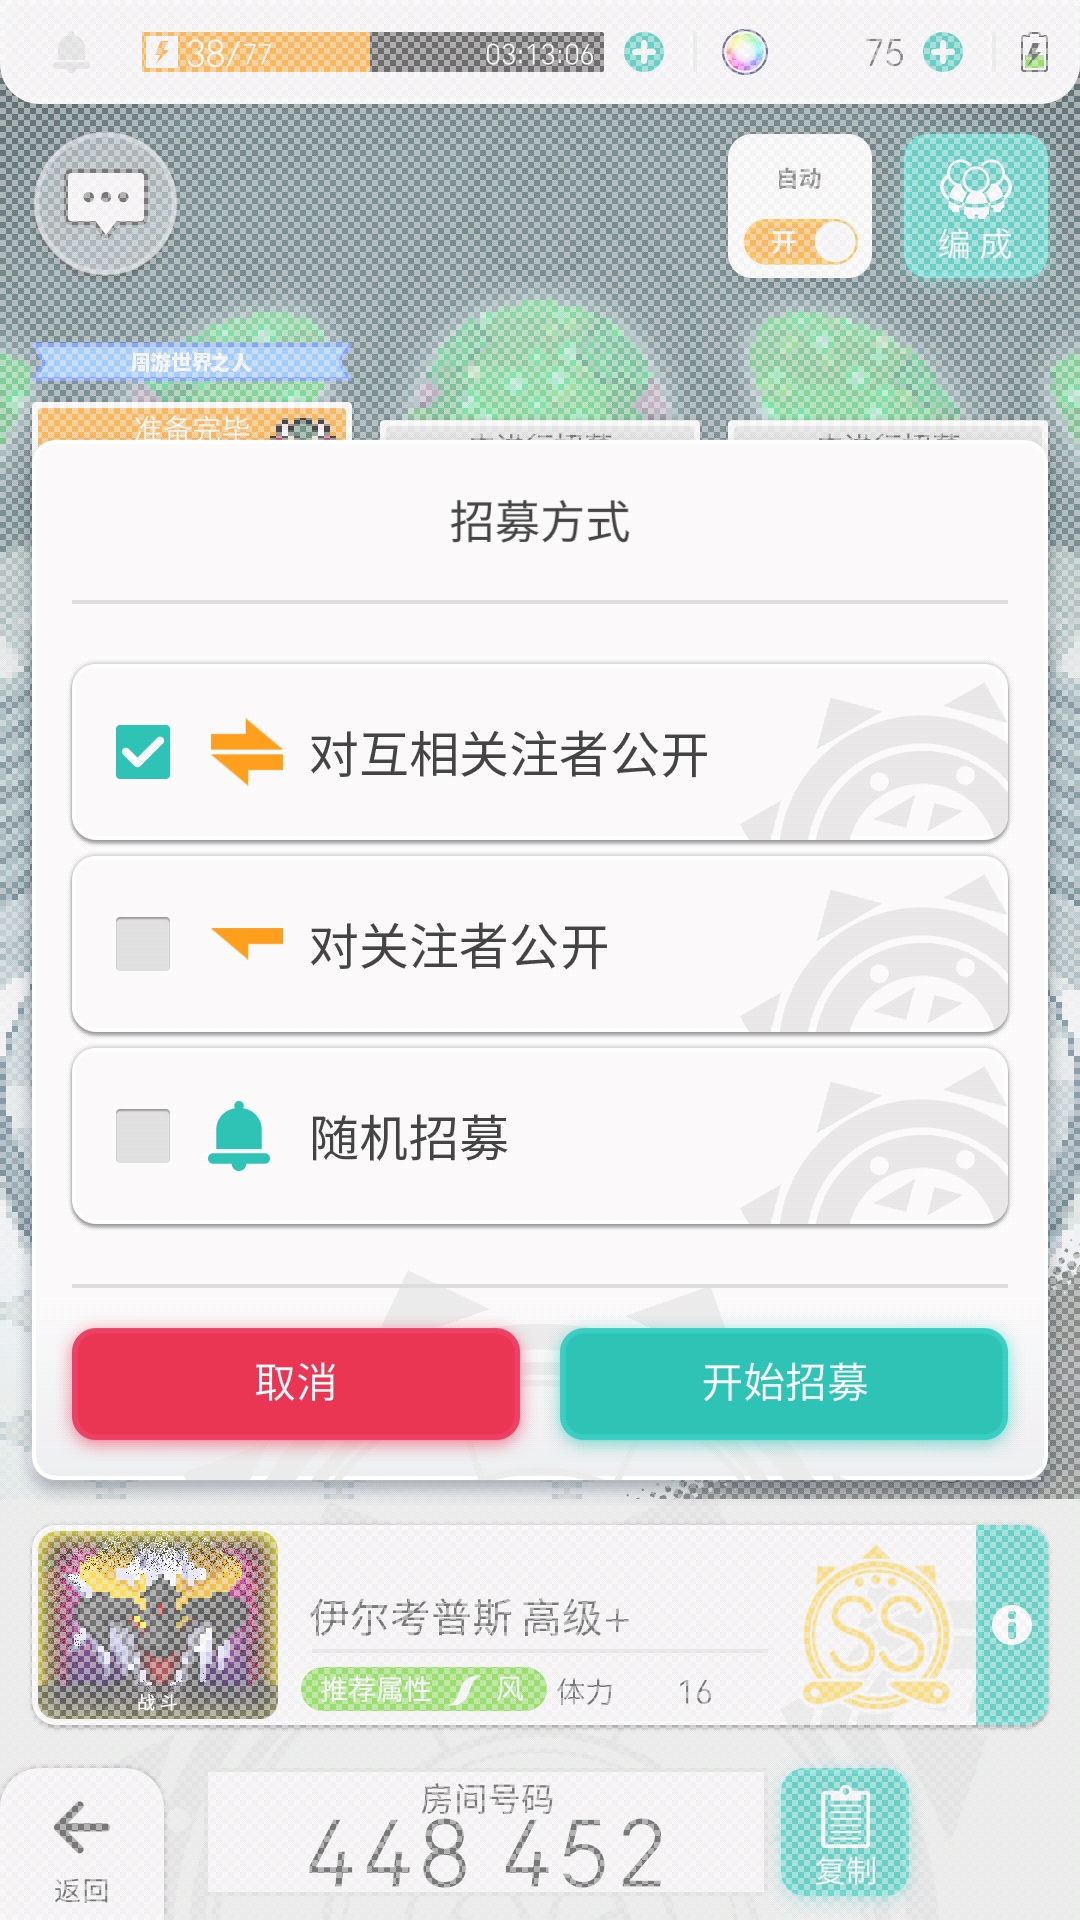 38/77
03:13:06
75
自动
开
编成
周游世界之人
准备完毕
招募方式
对互相关注者公开
对关注者公开
随机招募
取消
开始招募
伊尔考普斯 高级+
SS
推荐属性 风 体力 16
战斗
房间号码
448 452
复制
返回